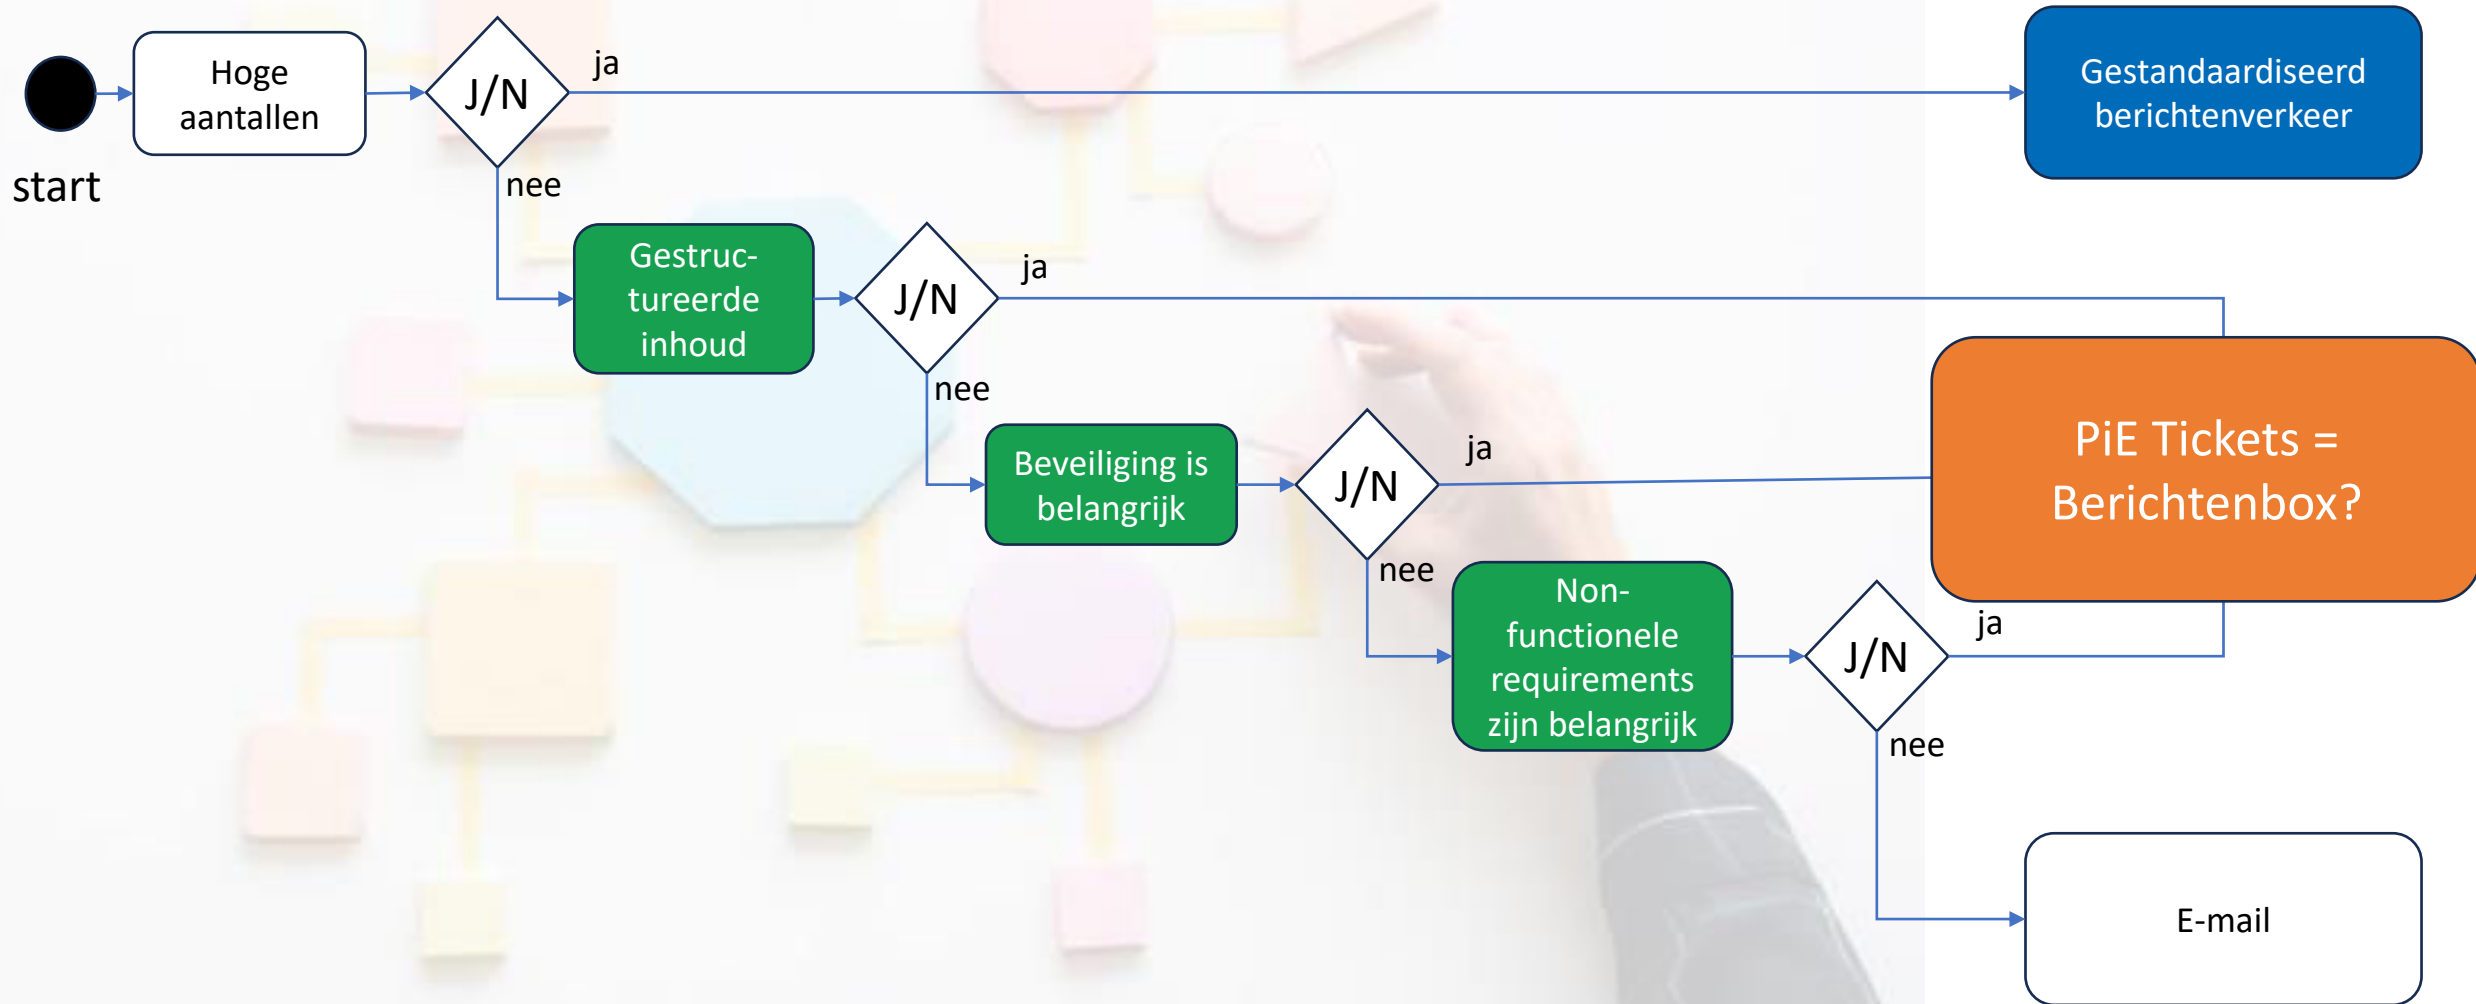 start
Hoge
aantallen
J/N
ja
nee
Gestandaardiseerd
berichtenverkeer
Gestruc-
tureerde
inhoud
J/N
ja
nee
Beveiliging is
belangrijk
J/N
ja
nee
PiE Tickets =
Berichtenbox?
Non-
functionele
requirements
zijn belangrijk
J/N
ja
nee
E-mail